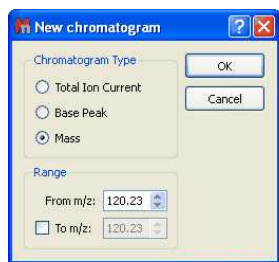 New chromatogram
Chromatogram Type
OK
Total Ion Current
Cancel
Base Peak
Mass
Range
From m/z: 120.23
To m/z: 120.23